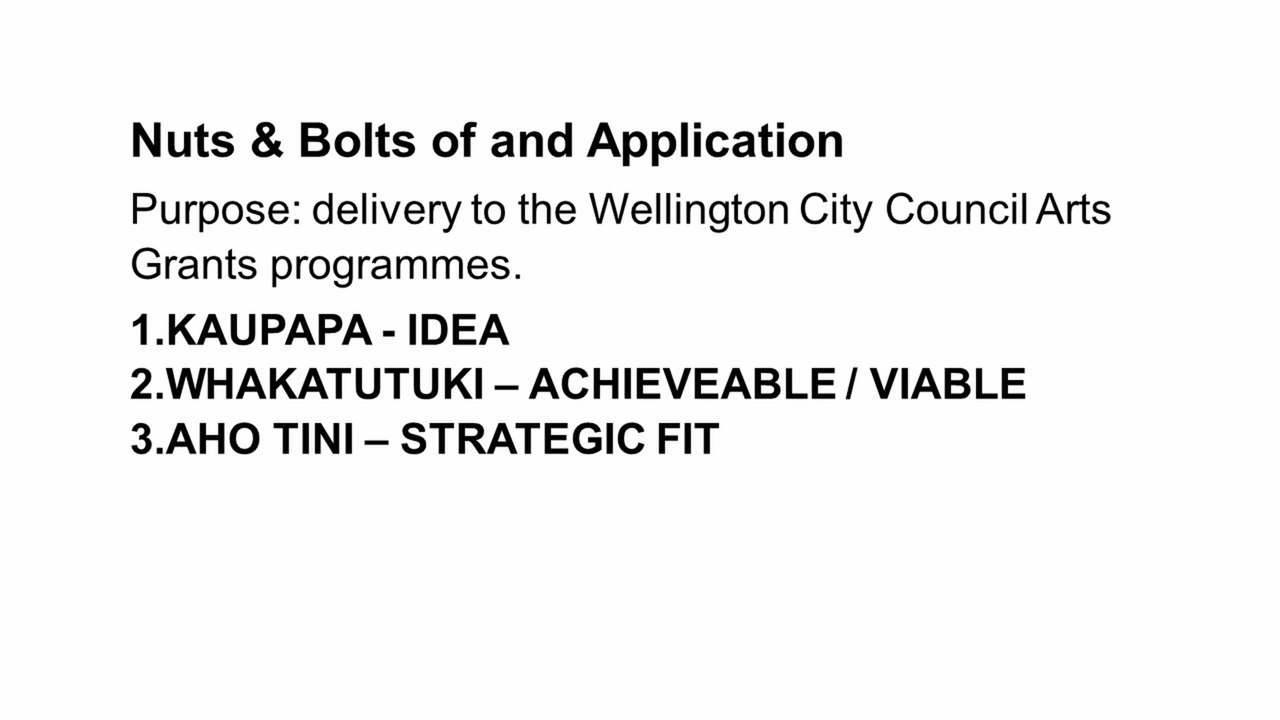 Nuts & Bolts of and Application
Purpose: delivery to the Wellington City Council Arts
Grants programmes.
1.KAUPAPA - IDEA
2.WHAKATUTUKI – ACHIEVEABLE / VIABLE
3.AHO TINI – STRATEGIC FIT